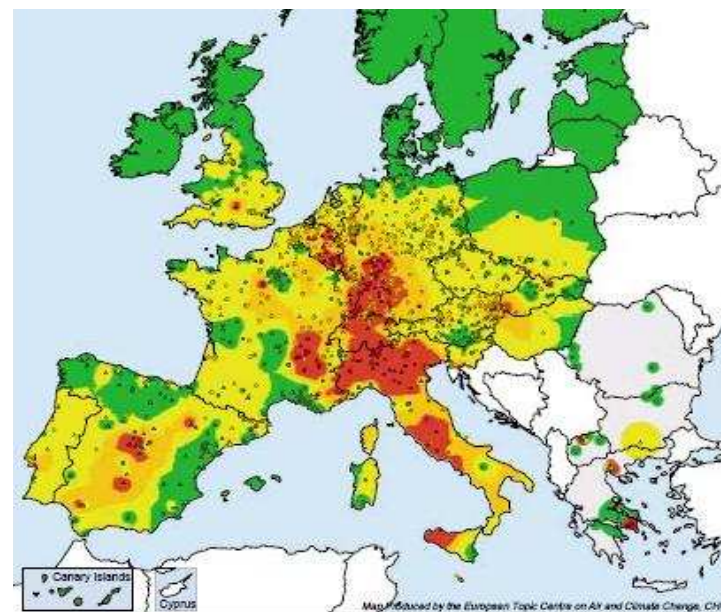 Canary Islands
Cyprus
Map Produced by the European Topic Centre on Air and Climate Change,